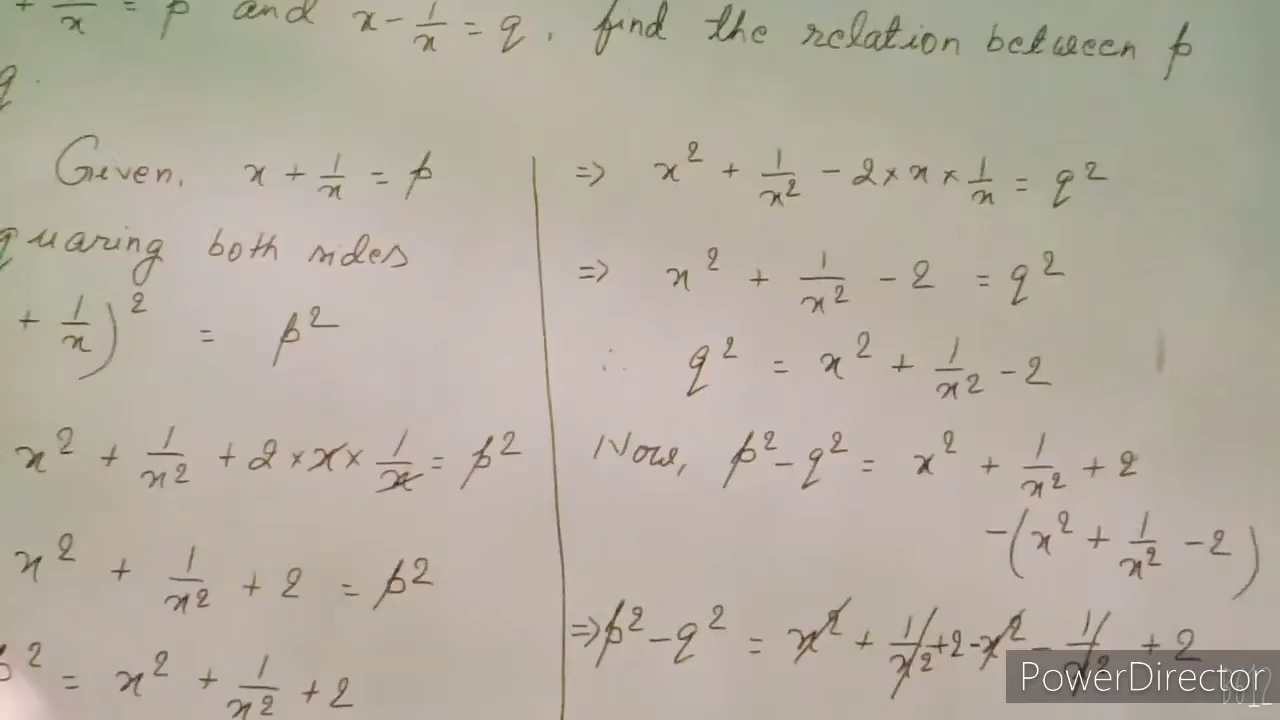 + 1/x = p and x - 1/x = q, find the relation between p
q.
Given, x + 1/x = p
quaring both sides
+ 1/x)² = p²
x² + 1/x² + 2 × x × 1/x = p²
x² + 1/x² + 2 = p²
p² = x² + 1/x² + 2
=> x² + 1/x² - 2 × x × 1/x = q²
=> x² + 1/x² - 2 = q²
∴ q² = x² + 1/x² - 2
Now, p² - q² = x² + 1/x² + 2
-(x² + 1/x² - 2)
=> p² - q² = x² + 1/x² + 2 - x² - 1/x² + 2
PowerDirector